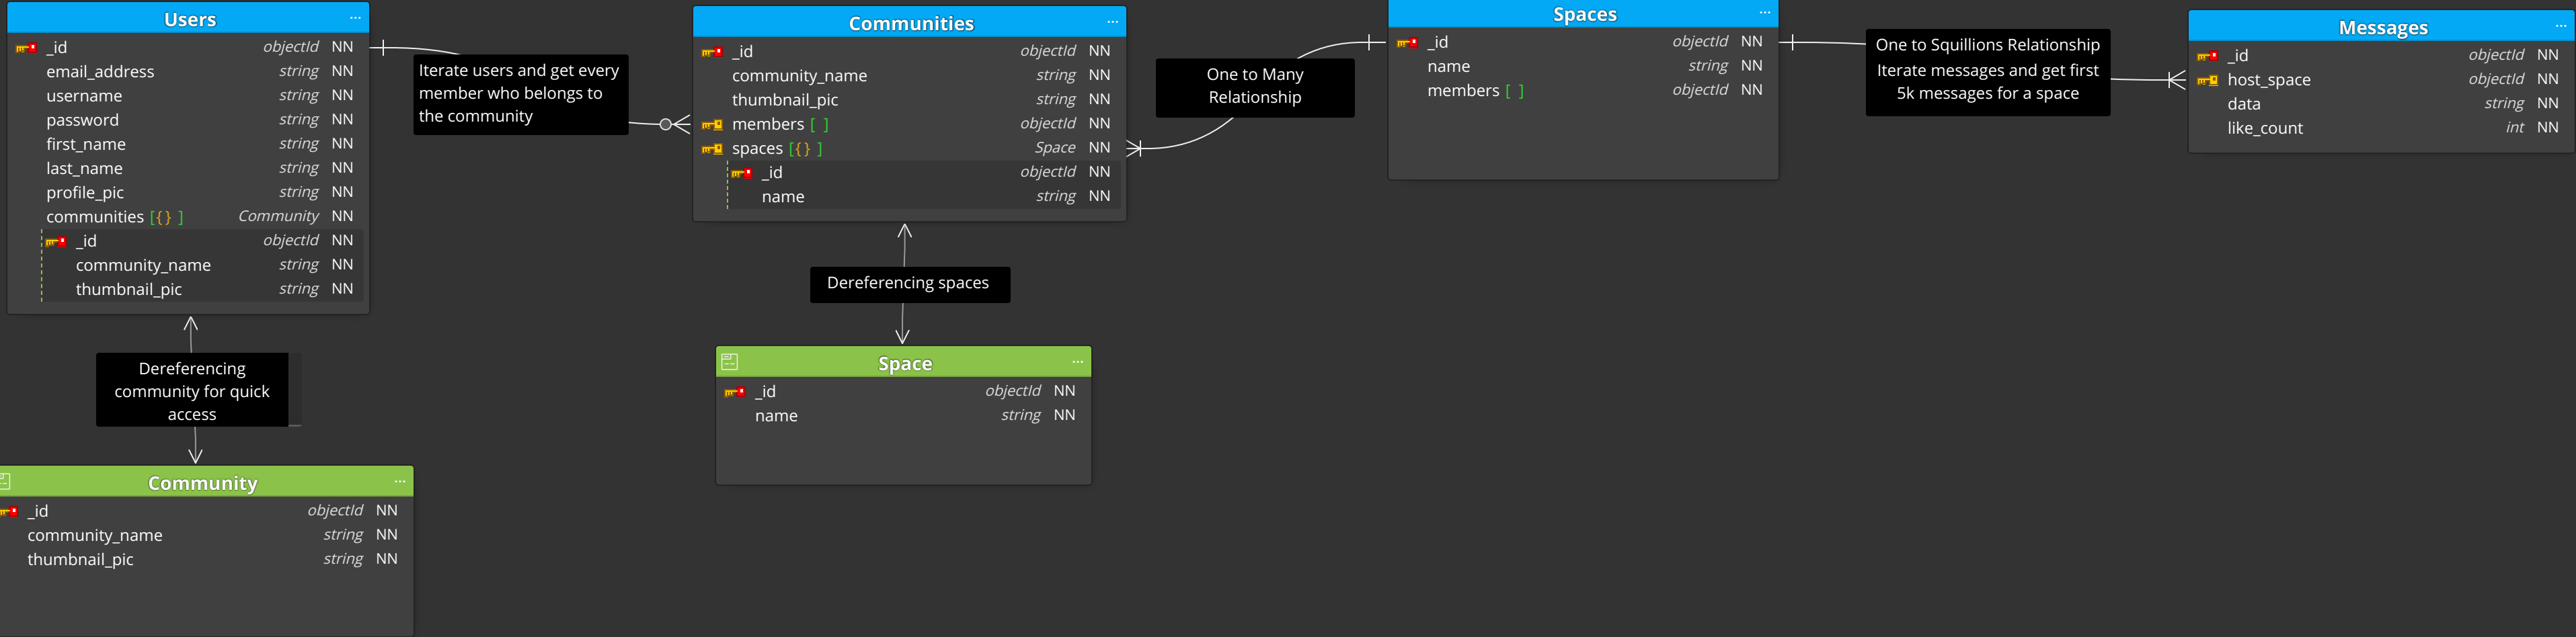 Users ...
_id objectId NN
email_address string NN
username string NN
password string NN
first_name string NN
last_name string NN
profile_pic string NN
communities [{} ] Community NN
_id objectId NN
community_name string NN
thumbnail_pic string NN
Iterate users and get every
member who belongs to
the community
Communities ...
_id objectId NN
community_name string NN
thumbnail_pic string NN
members [ ] objectId NN
spaces [{} ] Space NN
_id objectId NN
name string NN
One to Many
Relationship
Spaces ...
_id objectId NN
name string NN
members [ ] objectId NN
One to Squillions Relationship
Iterate messages and get first
5k messages for a space
Messages ...
_id objectId NN
host_space objectId NN
data string NN
like_count int NN
Dereferencing
community for quick
access
Dereferencing spaces
Community ...
_id objectId NN
community_name string NN
thumbnail_pic string NN
Space ...
_id objectId NN
name string NN